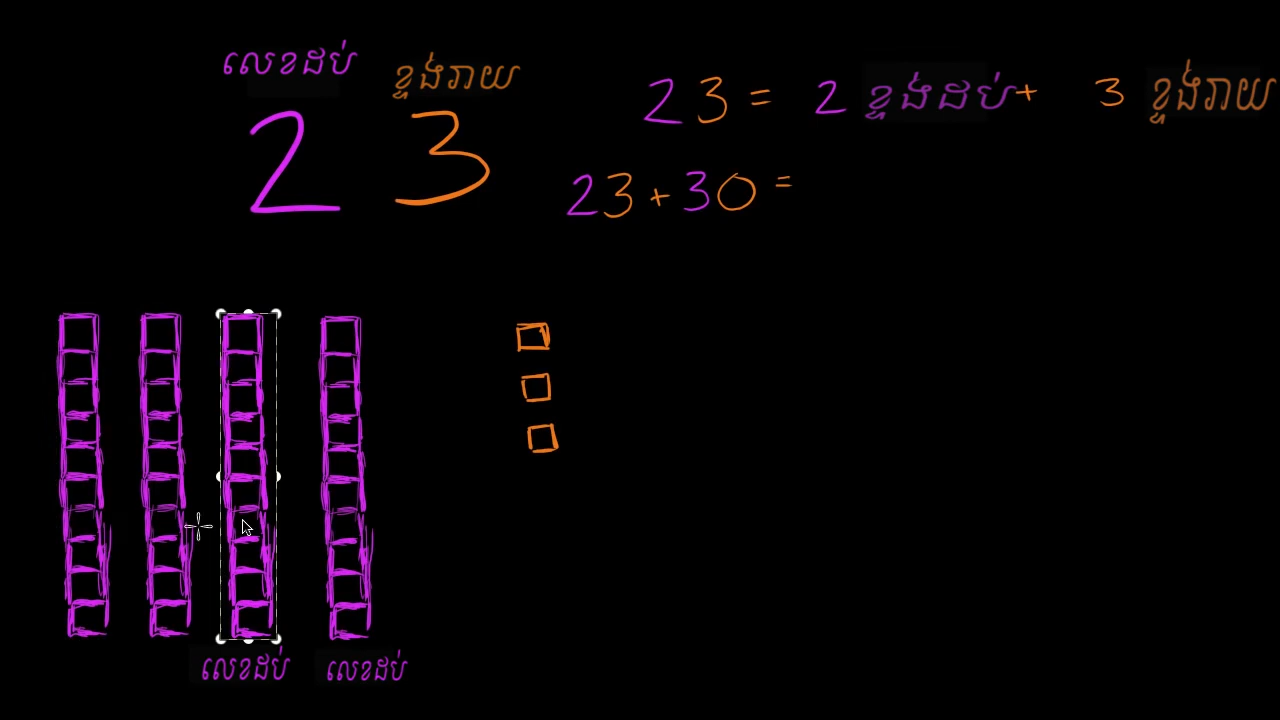 លេខដប់ ខ្ទង់រាយ
2 3
23 = 2 ខ្ទង់ដប់ + 3 ខ្ទង់រាយ
23 + 30 =
លេខដប់ លេខដប់